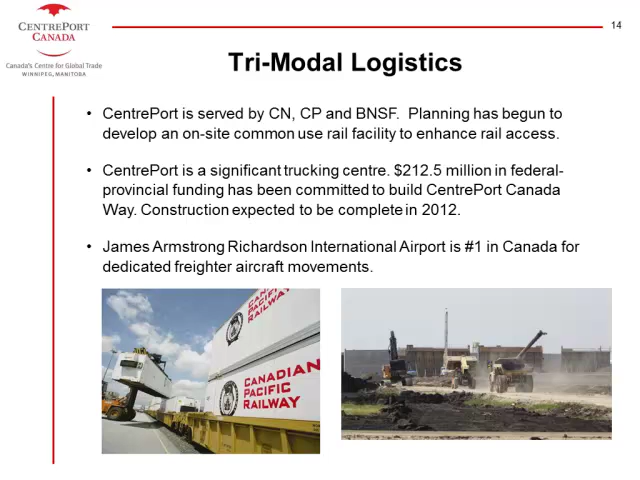 CENTREPORT
CANADA
Canada's Centre for Global Trade
WINNIPEG, MANITOBA
14
Tri-Modal Logistics
• CentrePort is served by CN, CP and BNSF. Planning has begun to
develop an on-site common use rail facility to enhance rail access.
• CentrePort is a significant trucking centre. $212.5 million in federal-
provincial funding has been committed to build CentrePort Canada
Way. Construction expected to be complete in 2012.
• James Armstrong Richardson International Airport is #1 in Canada for
dedicated freighter aircraft movements.
CANADIAN
PACIFIC
RAILWAY
CANADIAN
PACIFIC
RAILWAY